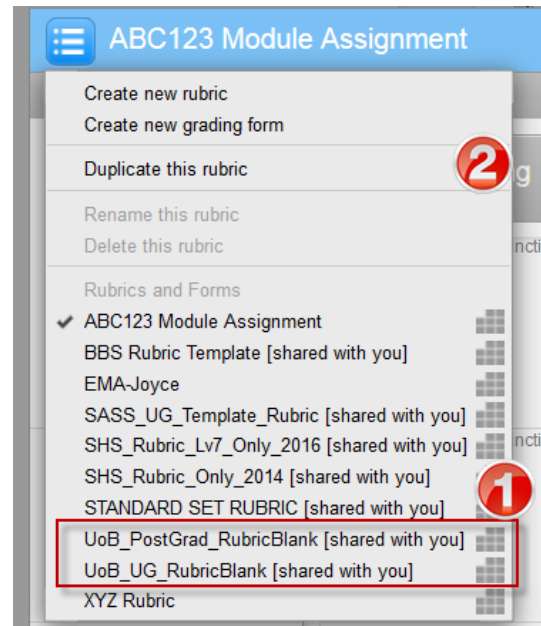 ABC123 Module Assignment
Create new rubric
Create new grading form
Duplicate this rubric
2
g
Rename this rubric
Delete this rubric
ncti
Rubrics and Forms
✔ ABC123 Module Assignment
BBS Rubric Template [shared with you]
EMA-Joyce
SASS_UG_Template_Rubric [shared with you]
SHS_Rubric_Lv7_Only_2016 [shared with you]
ncti
SHS_Rubric_Only_2014 [shared with you]
1
STANDARD SET RUBRIC [shared with you]
UoB_PostGrad_RubricBlank [shared with you]
UoB_UG_RubricBlank [shared with you]
XYZ Rubric